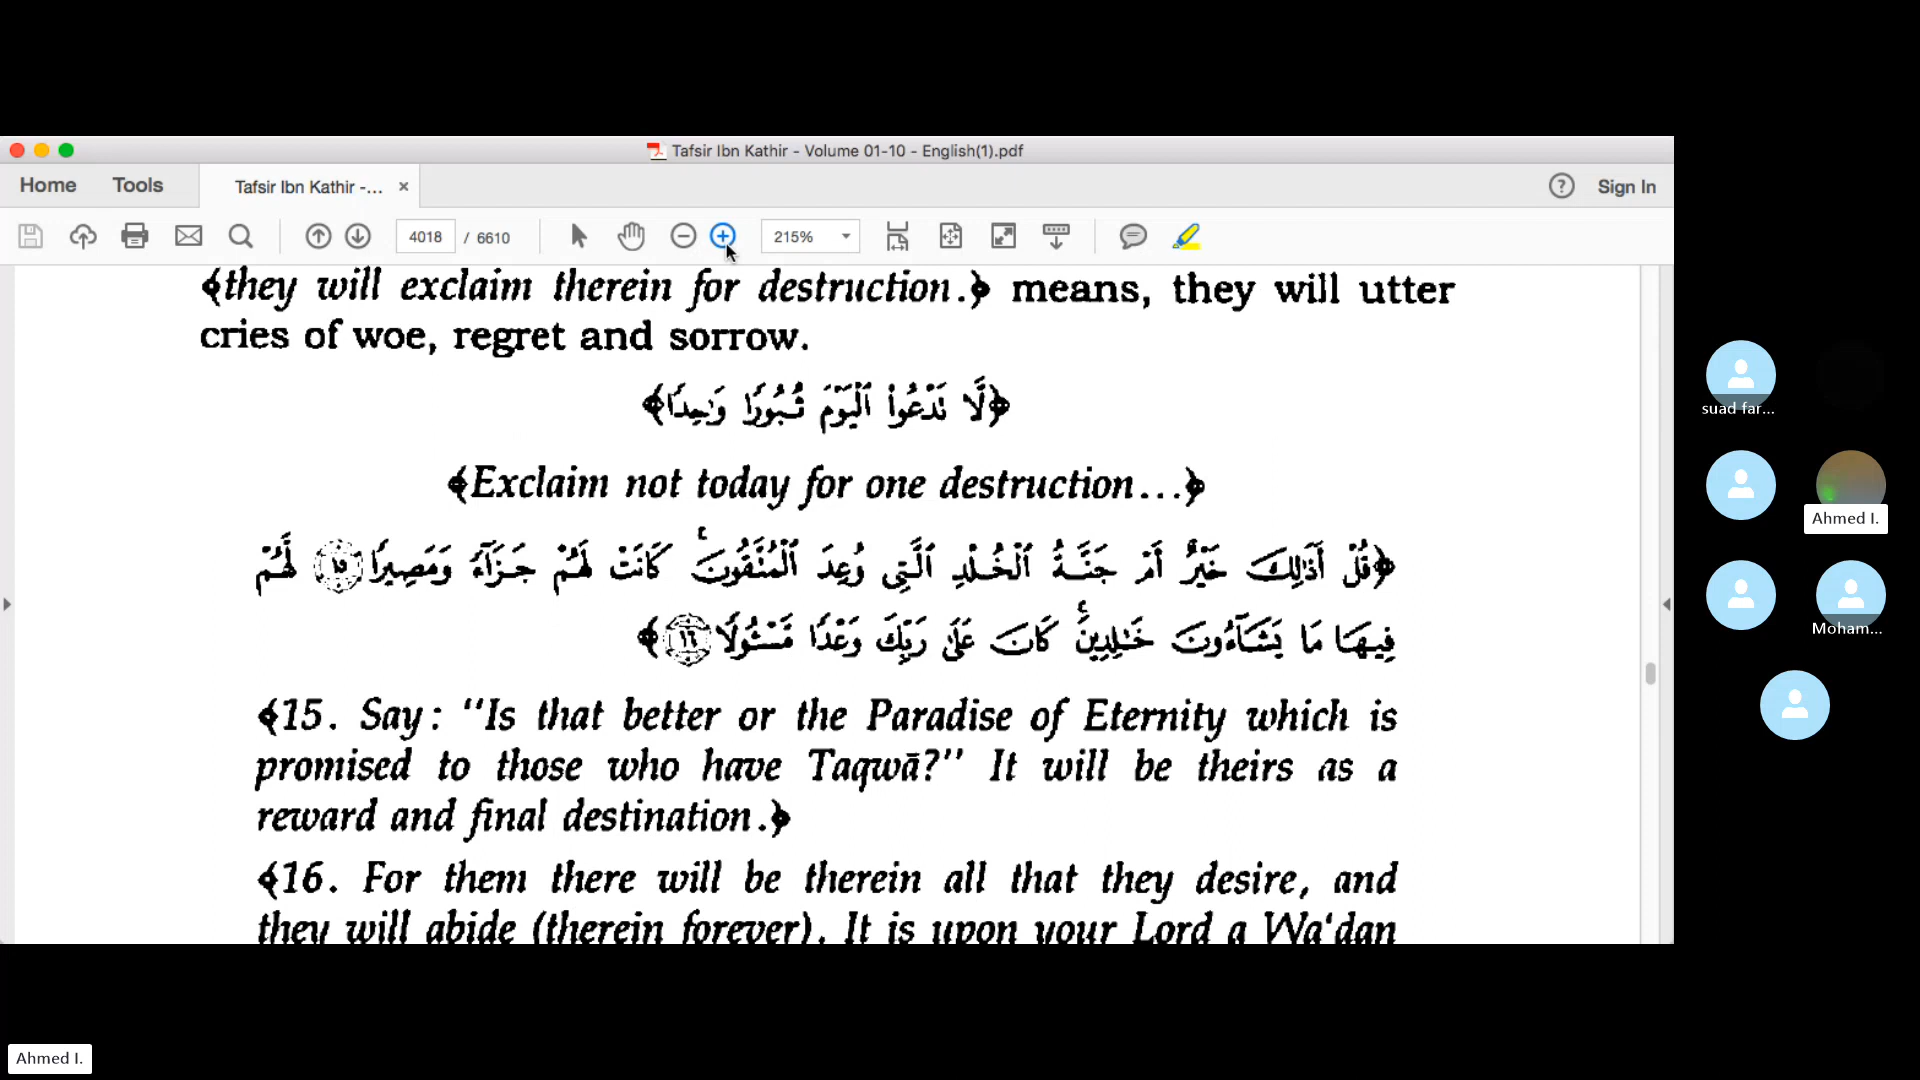 Tafsir Ibn Kathir - Volume 01-10 - English(1).pdf
Home
Tools
Tafsir Ibn Kathir -...
×
?
Sign In
4018 / 6610
215%
﴾they will exclaim therein for destruction.﴿ means, they will utter
cries of woe, regret and sorrow.
﴿لَّا تَدْعُوا۟ ٱلْيَوْمَ ثُبُورًا وَٰحِدًا﴾
﴾Exclaim not today for one destruction...﴿
﴿قُلْ أَذَٰلِكَ خَيْرٌ أَمْ جَنَّةُ ٱلْخُلْدِ ٱلَّتِى وُعِدَ ٱلْمُتَّقُونَ ۚ كَانَتْ لَهُمْ جَزَآءً وَمَصِيرًا ١٥ لَّهُمْ
فِيهَا مَا يَشَآءُونَ خَٰلِدِينَ ۚ كَانَ عَلَىٰ رَبِّكَ وَعْدًا مَّسْـُٔولًا ١٦﴾
﴾15. Say: "Is that better or the Paradise of Eternity which is
promised to those who have Taqwā?" It will be theirs as a
reward and final destination.﴿
﴾16. For them there will be therein all that they desire, and
they will abide (therein forever). It is upon your Lord a Wa'dan
suad far...
Ahmed I.
Moham...
Ahmed I.